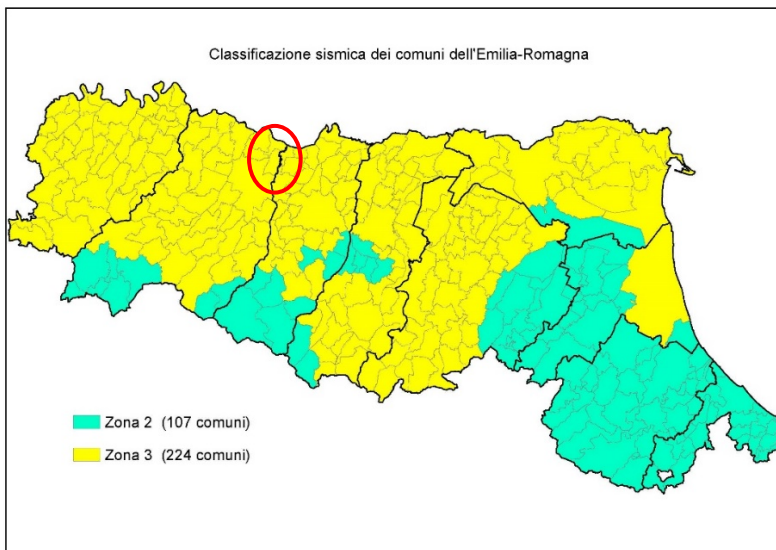 Classificazione sismica dei comuni dell'Emilia-Romagna
Zona 2 (107 comuni)
Zona 3 (224 comuni)